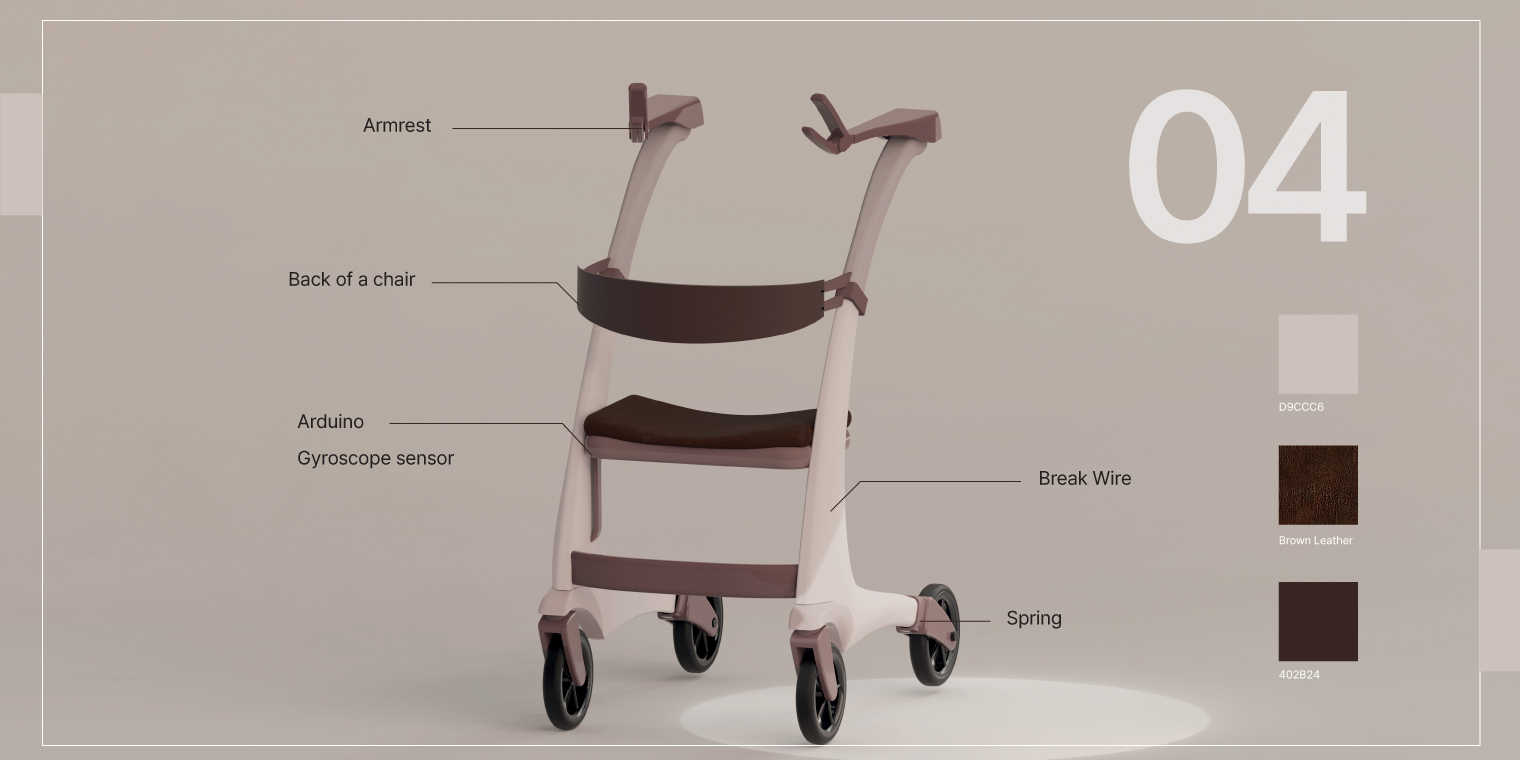 04
Armrest
Back of a chair
Arduino
Gyroscope sensor
Break Wire
Spring
D9CCC6
Brown Leather
402B24